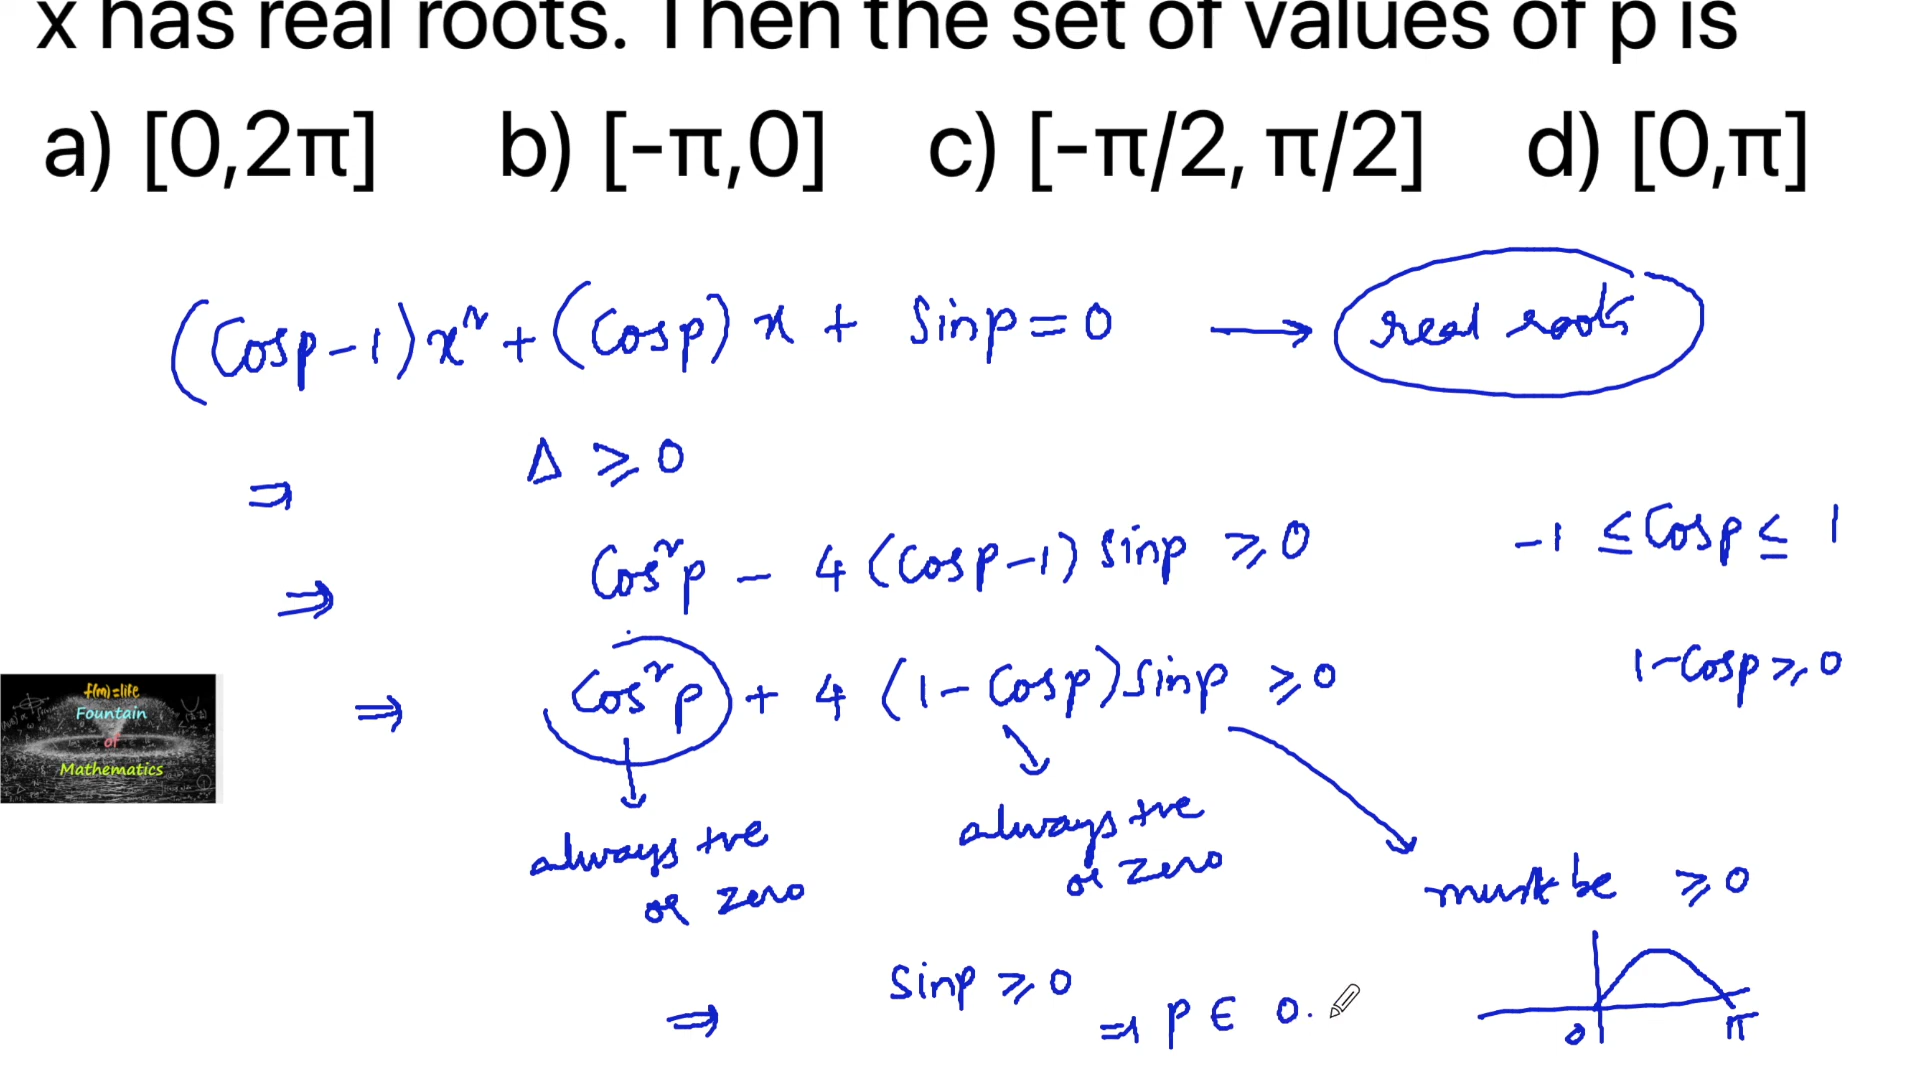 x has real roots. Then the set of values of p is
a) [0,2π] b) [-π,0] c) [-π/2, π/2] d) [0,π]
(Cosp-1)x² + (Cosp) x + Sinp = 0 → real roots
⇒ Δ ⩾ 0
⇒ Cos²p - 4 (Cosp-1) Sinp ⩾ 0 -1 ≤ Cosp ≤ 1
⇒ Cos²p + 4 (1-Cosp) Sinp ⩾ 0 1-Cosp ⩾ 0
f(m)=life
Fountain
of
Mathematics
always +ve
or zero
always +ve
or zero
must be ⩾ 0
⇒ Sinp ⩾ 0 ⇒ p ∈ 0.
0 π